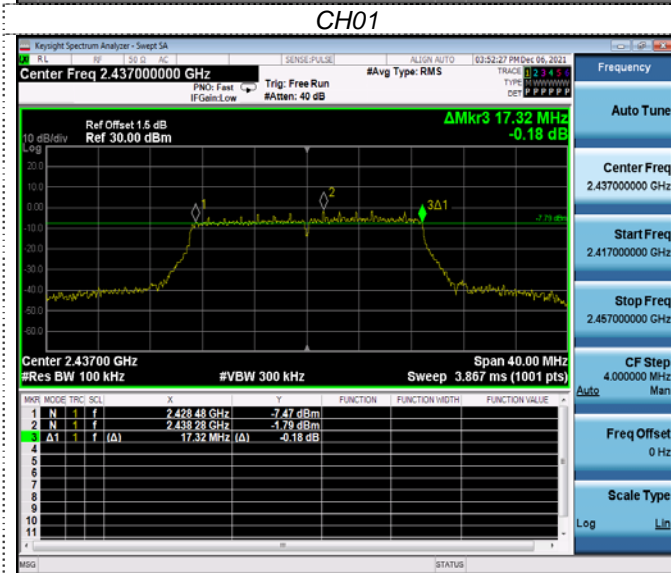 CH01
Keysight Spectrum Analyzer - Swept SA
RL RF 50 Ω AC SENSE:PULSE ALIGN AUTO 03:52:27 PM Dec 06, 2021
Center Freq 2.437000000 GHz #Avg Type: RMS TRACE 1 2 3 4 5 6
PNO: Fast Trig: Free Run TYPE M WWWWW
IFGain:Low #Atten: 40 dB DET P P P P P P
Ref Offset 1.5 dB ΔMkr3 17.32 MHz
10 dB/div Ref 30.00 dBm -0.18 dB
Log
20.0
10.0
0.00
-10.0
-20.0
-30.0
-40.0
-50.0
-60.0
1
2
3Δ1
-7.79 dBm
Center 2.43700 GHz Span 40.00 MHz
#Res BW 100 kHz #VBW 300 kHz Sweep 3.867 ms (1001 pts)
MKR MODE TRC SCL X Y FUNCTION FUNCTION WIDTH FUNCTION VALUE
1 N 1 f 2.428 48 GHz -7.47 dBm
2 N 1 f 2.438 28 GHz -1.79 dBm
3 Δ1 1 f (Δ) 17.32 MHz (Δ) -0.18 dB
4
5
6
7
8
9
10
11
MSG STATUS
Frequency
Auto Tune
Center Freq
2.437000000 GHz
Start Freq
2.417000000 GHz
Stop Freq
2.457000000 GHz
CF Step
4.000000 MHz
Auto Man
Freq Offset
0 Hz
Scale Type
Log Lin